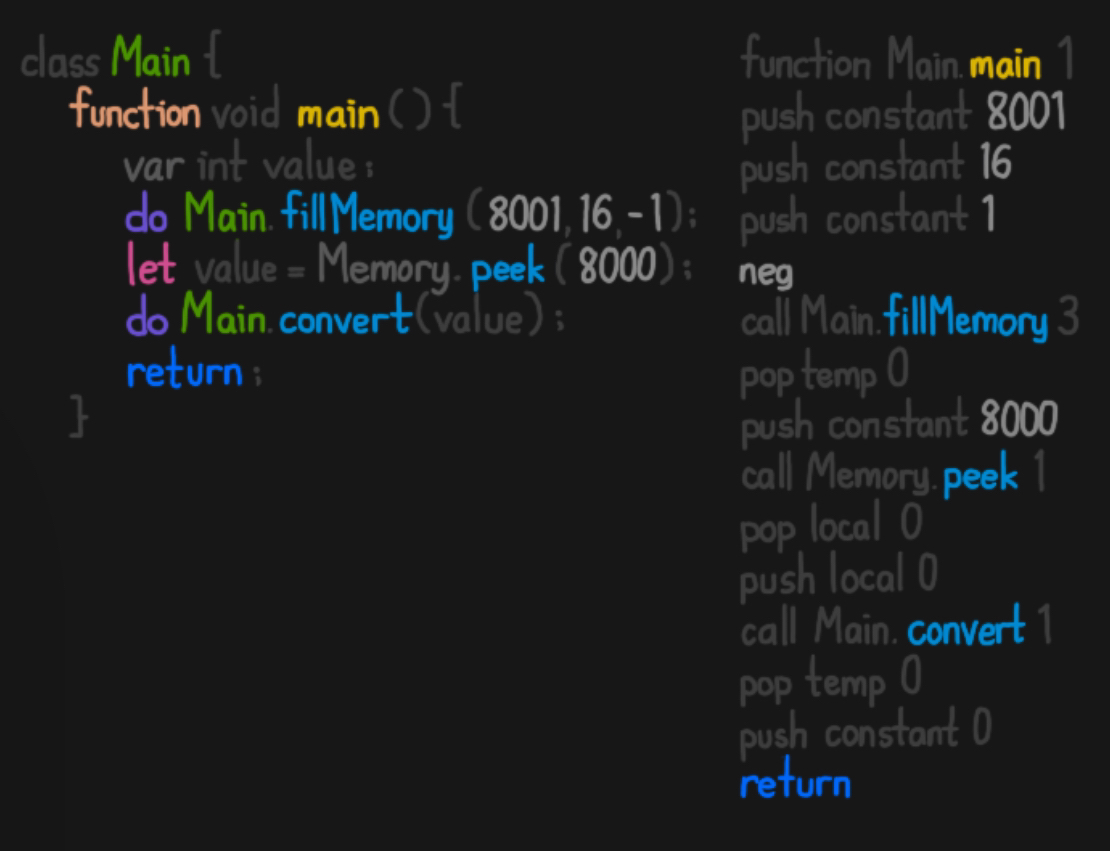 class Main {
function void main () {
var int value ;
do Main. fillMemory ( 8001, 16, -1 ) ;
let value = Memory. peek ( 8000 ) ;
do Main. convert (value) ;
return ;
}
function Main. main 1
push constant 8001
push constant 16
push constant 1
neg
call Main. fillMemory 3
pop temp 0
push constant 8000
call Memory. peek 1
pop local 0
push local 0
call Main. convert 1
pop temp 0
push constant 0
return